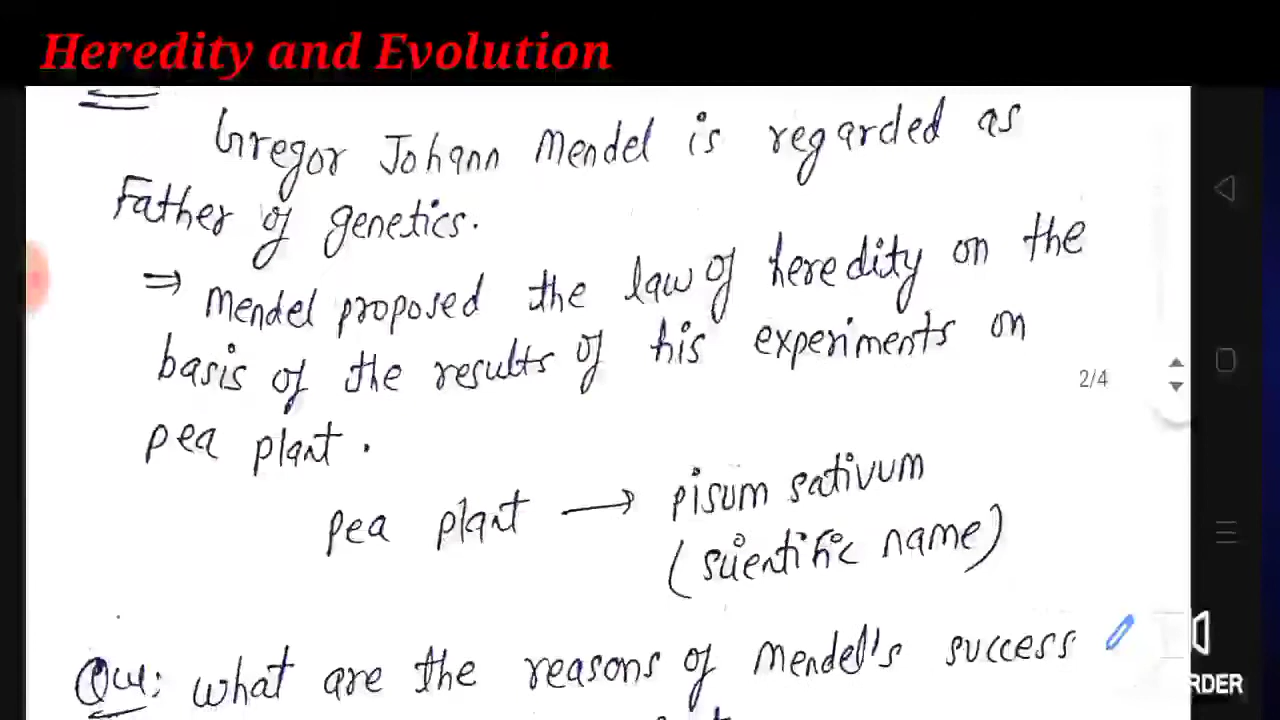 Heredity and Evolution
Gregor Johann Mendel is regarded as
Father of genetics.
⇒ Mendel proposed the law of heredity on the
basis of the results of his experiments on
pea plant.
2/4
pea plant → pisum sativum
(scientific name)
RDER
Que: what are the reasons of Mendel's success